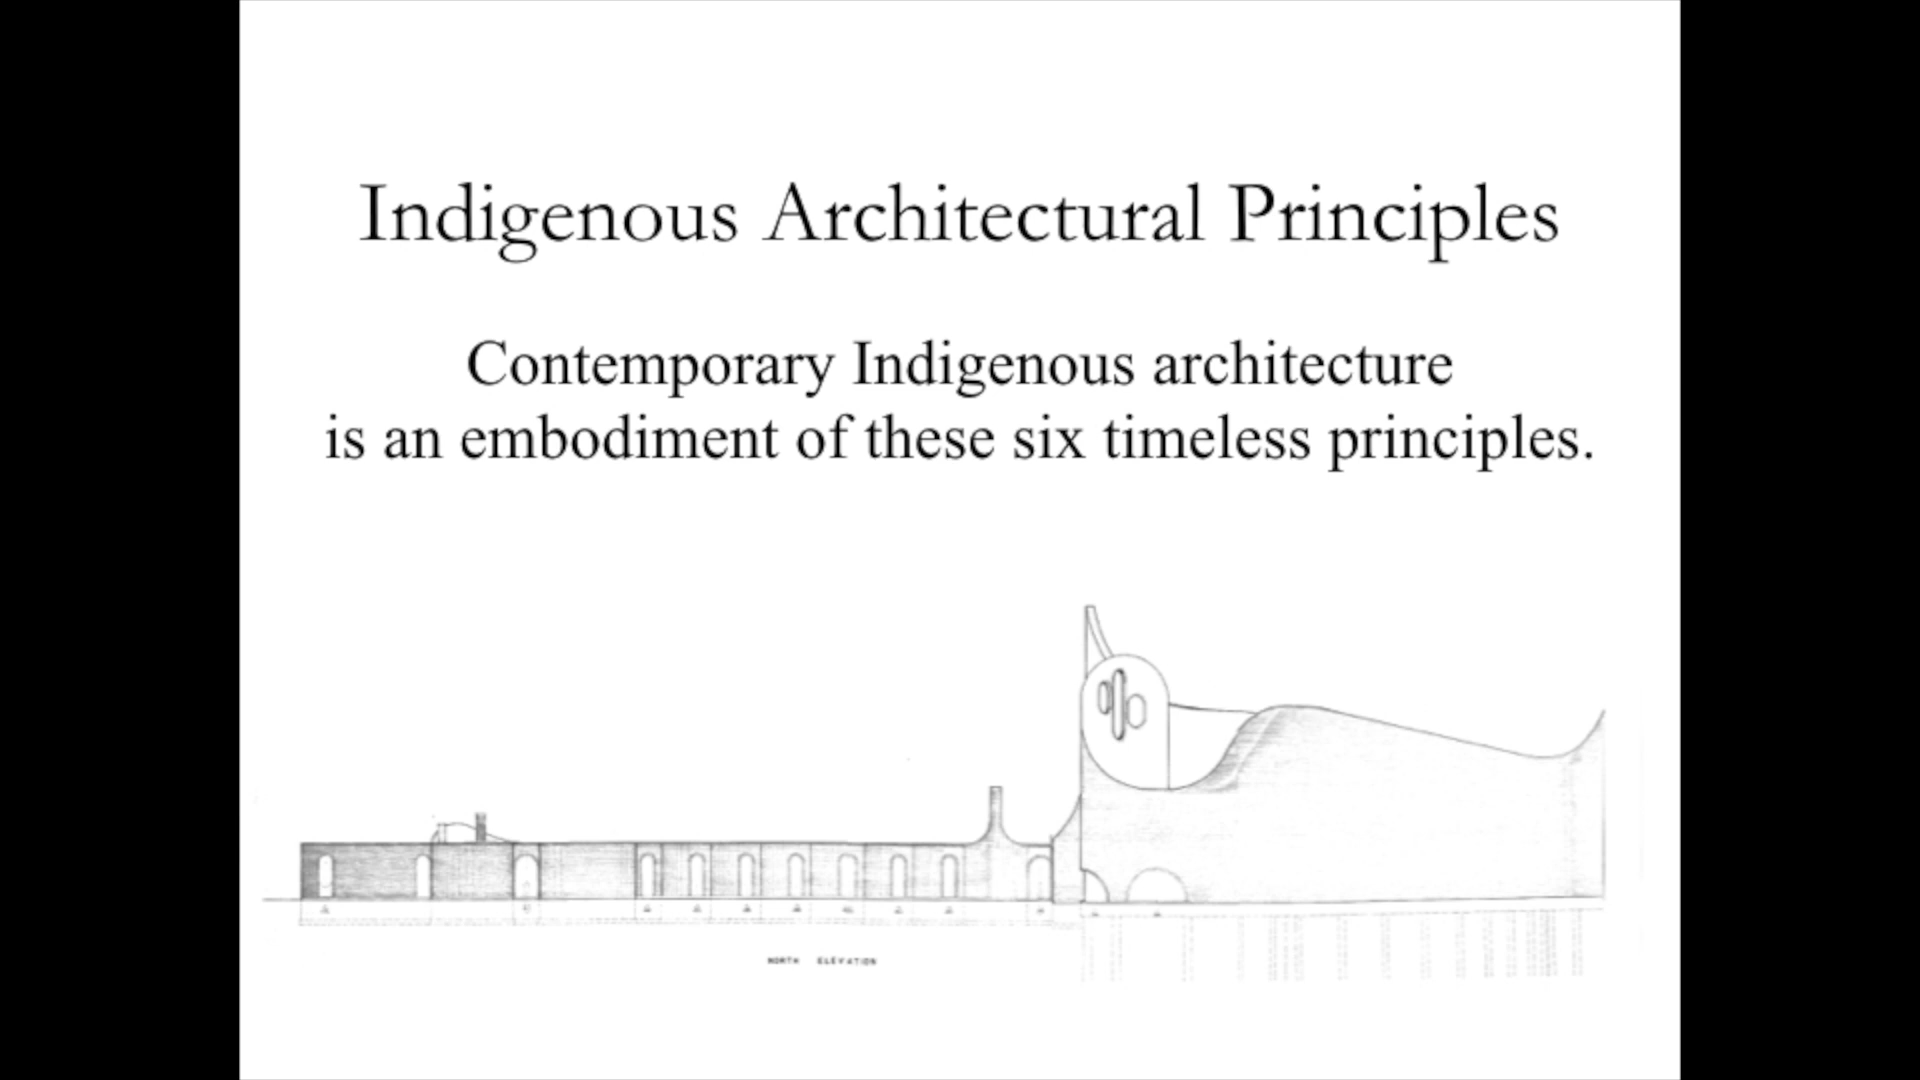 Indigenous Architectural Principles
Contemporary Indigenous architecture
is an embodiment of these six timeless principles.
NORTH ELEVATION